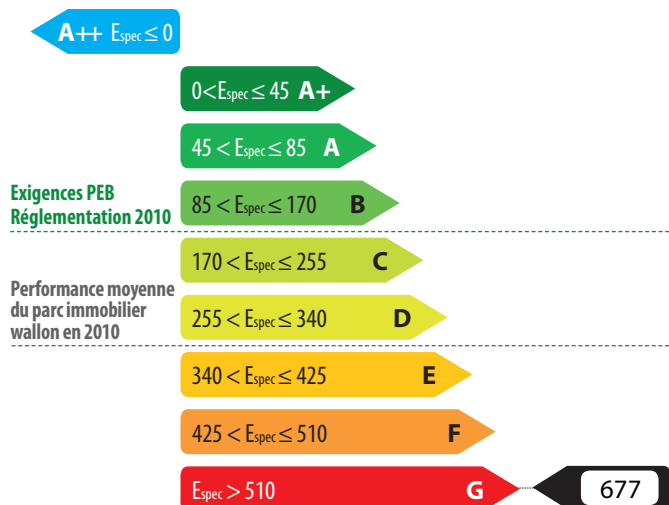 A++ Espec ≤ 0
0<Espec ≤ 45 A+
45 < Espec ≤ 85 A
Exigences PEB
Réglementation 2010
85 < Espec ≤ 170 B
170 < Espec ≤ 255 C
Performance moyenne
du parc immobilier
wallon en 2010
255 < Espec ≤ 340 D
340 < Espec ≤ 425 E
425 < Espec ≤ 510 F
Espec > 510 G 677